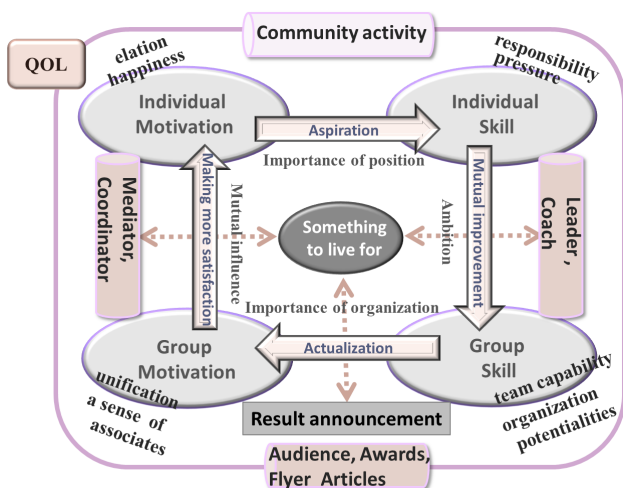 Community activity
elation
happiness
responsibility
pressure
QOL
Individual
Motivation
Individual
Skill
Aspiration
Importance of position
Mediator,
Coordinator
Making more satisfaction
Mutual influence
Something
to live for
Ambition
Mutual improvement
Leader ,
Coach
Importance of organization
Group
Motivation
Actualization
Group
Skill
unification
a sense of
associates
team capability
organization
potentialities
Result announcement
Audience, Awards,
Flyer Articles